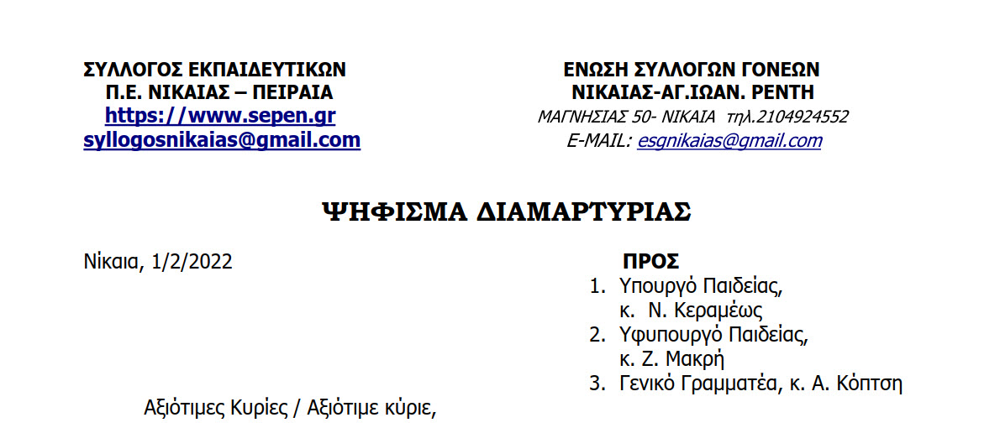 ΣΥΛΛΟΓΟΣ ΕΚΠΑΙΔΕΥΤΙΚΩΝ
Π.Ε. ΝΙΚΑΙΑΣ – ΠΕΙΡΑΙΑ
https://www.sepen.gr
syllogosnikaias@gmail.com
ΕΝΩΣΗ ΣΥΛΛΟΓΩΝ ΓΟΝΕΩΝ
ΝΙΚΑΙΑΣ-ΑΓ.ΙΩΑΝ. ΡΕΝΤΗ
ΜΑΓΝΗΣΙΑΣ 50- ΝΙΚΑΙΑ τηλ.2104924552
E-MAIL: esgnikaias@gmail.com
ΨΗΦΙΣΜΑ ΔΙΑΜΑΡΤΥΡΙΑΣ
Νίκαια, 1/2/2022
ΠΡΟΣ
1. Υπουργό Παιδείας,
κ. Ν. Κεραμέως
2. Υφυπουργό Παιδείας,
κ. Ζ. Μακρή
3. Γενικό Γραμματέα, κ. Α. Κόπτση
Αξιότιμες Κυρίες / Αξιότιμε κύριε,